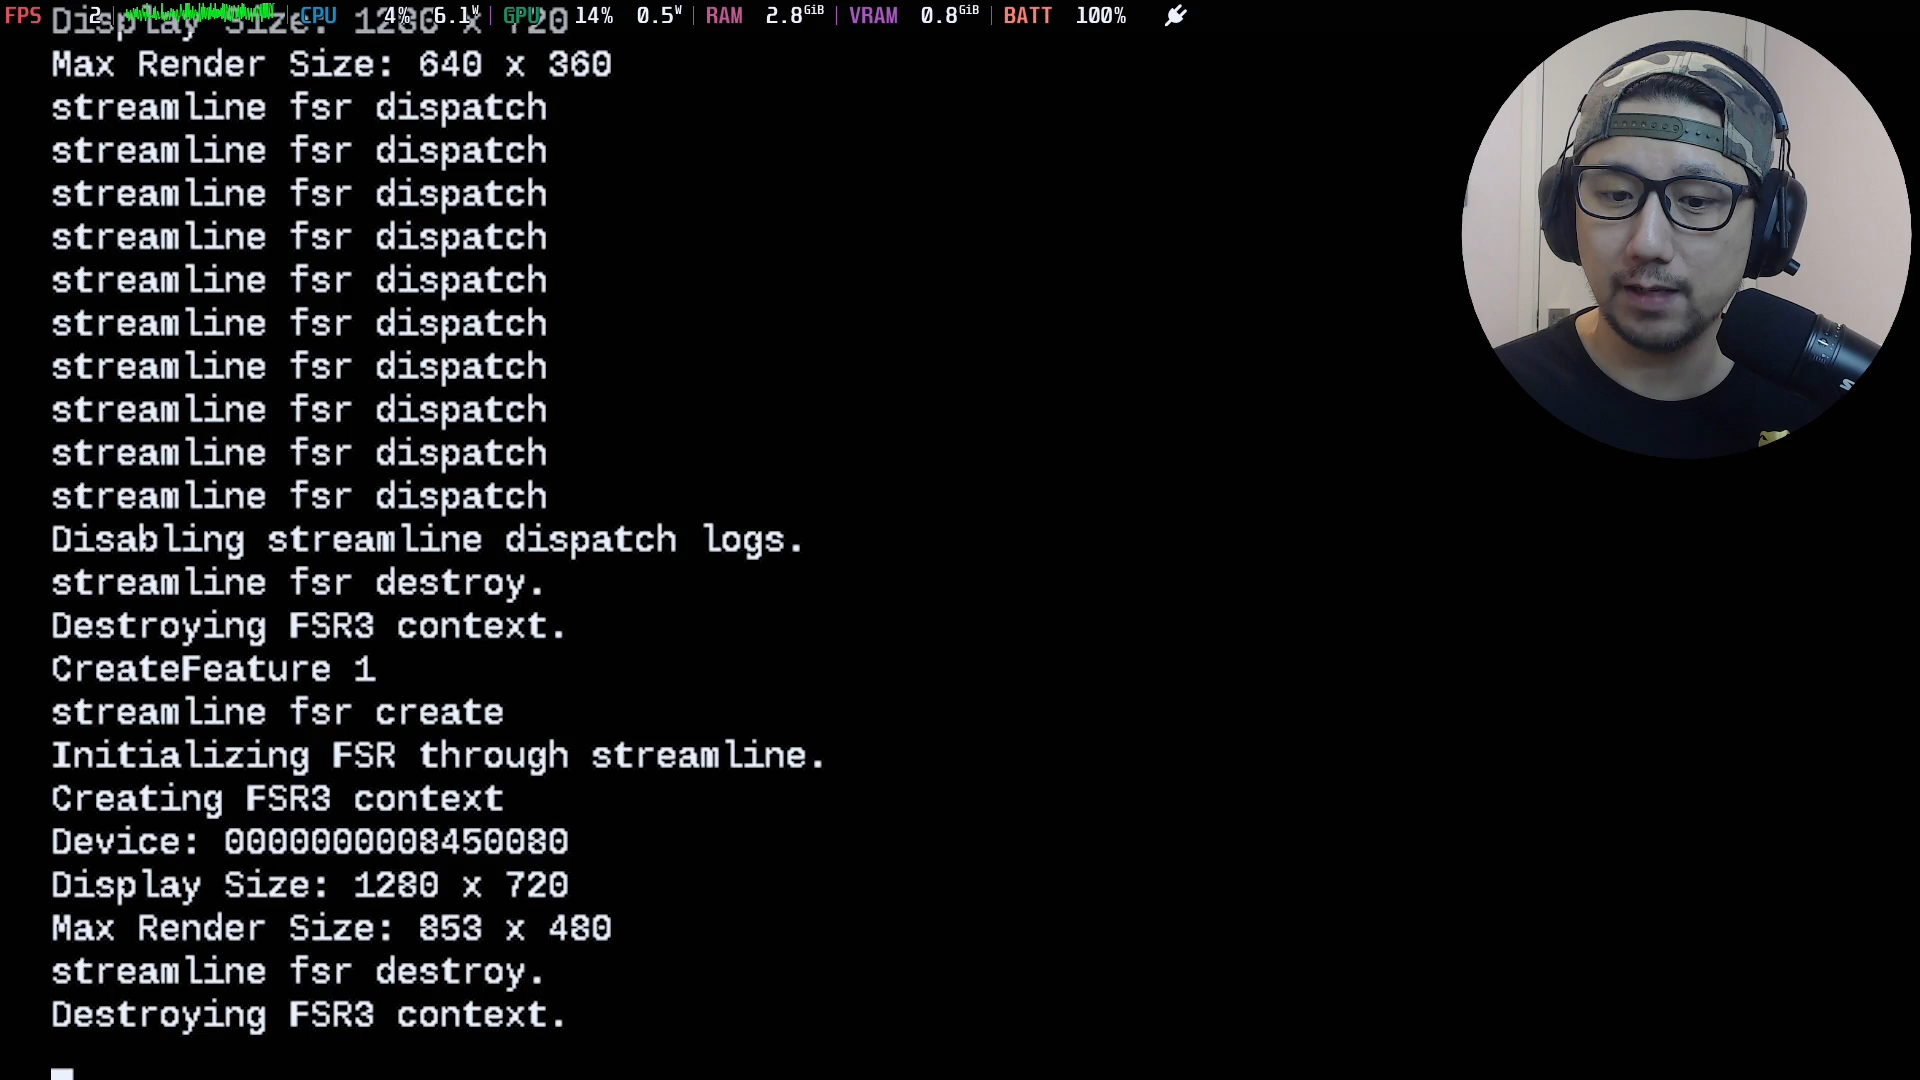 FPS 2 CPU 4% 6.1W GPU 14% 0.5W RAM 2.8GiB VRAM 0.8GiB BATT 100%
Display Size: 1280 x 720
Max Render Size: 640 x 360
streamline fsr dispatch
streamline fsr dispatch
streamline fsr dispatch
streamline fsr dispatch
streamline fsr dispatch
streamline fsr dispatch
streamline fsr dispatch
streamline fsr dispatch
streamline fsr dispatch
streamline fsr dispatch
Disabling streamline dispatch logs.
streamline fsr destroy.
Destroying FSR3 context.
CreateFeature 1
streamline fsr create
Initializing FSR through streamline.
Creating FSR3 context
Device: 0000000008450080
Display Size: 1280 x 720
Max Render Size: 853 x 480
streamline fsr destroy.
Destroying FSR3 context.